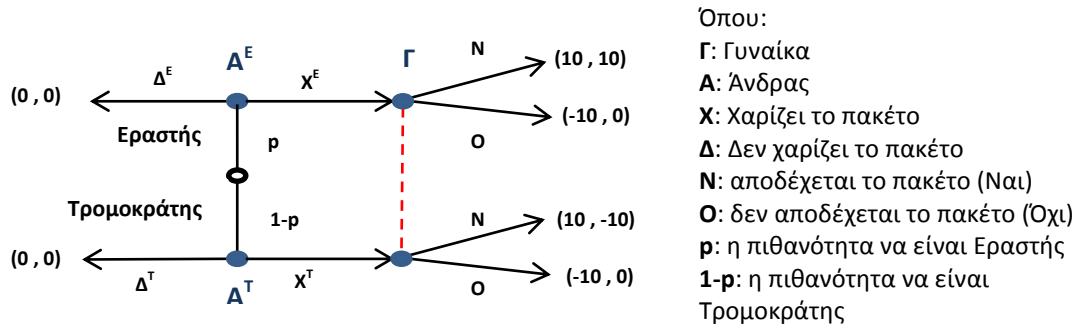 Α^Ε
Γ
Ν
(10 , 10)
Δ^Ε
Χ^Ε
(0 , 0)
(-10 , 0)
Εραστής
p
Ο
Τρομοκράτης
1-p
Ν
(10 , -10)
(0 , 0)
Δ^Τ
Α^Τ
Χ^Τ
Ο
(-10 , 0)
Όπου:
Γ: Γυναίκα
Α: Άνδρας
Χ: Χαρίζει το πακέτο
Δ: Δεν χαρίζει το πακέτο
Ν: αποδέχεται το πακέτο (Ναι)
Ο: δεν αποδέχεται το πακέτο (Όχι)
p: η πιθανότητα να είναι Εραστής
1-p: η πιθανότητα να είναι
Τρομοκράτης